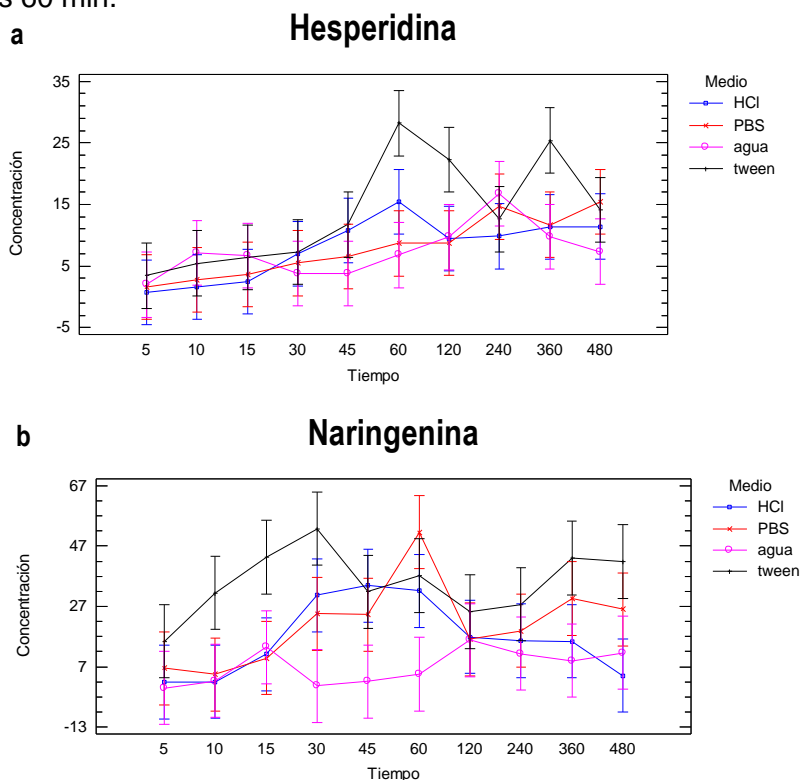 s 60 min.
a
Hesperidina
35
25
15
5
-5
Concentración
5 10 15 30 45 60 120 240 360 480
Tiempo
Medio
HCl
PBS
agua
tween
b
Naringenina
67
47
27
7
-13
Concentración
5 10 15 30 45 60 120 240 360 480
Tiempo
Medio
HCl
PBS
agua
tween